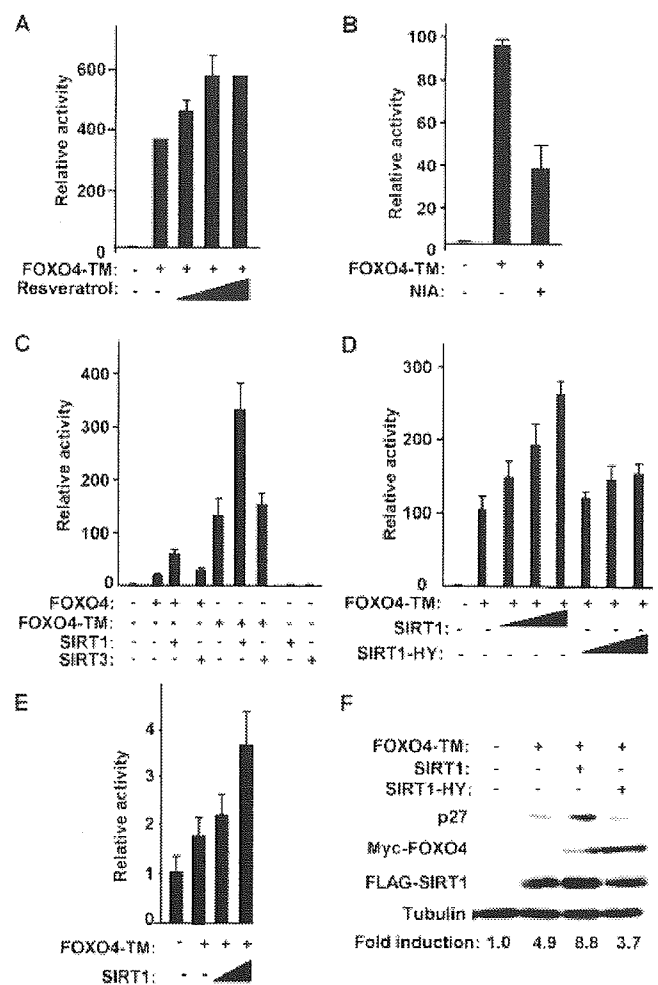 A
Relative activity
600
400
200
0
FOXO4-TM: - + + + +
Resveratrol: - -
B
Relative activity
100
80
60
40
20
0
FOXO4-TM: - + +
NIA: - - +
C
Relative activity
400
300
200
100
0
FOXO4: - + + + - - - - -
FOXO4-TM: - - - - + + + - -
SIRT1: - - + - - + - + -
SIRT3: - - - + - - + - +
D
Relative activity
300
200
100
0
FOXO4-TM: - + + + + + + +
SIRT1: - - - - -
SIRT1-HY: - - - - -
E
Relative activity
4
3
2
1
0
FOXO4-TM: - + + +
SIRT1: - -
F
FOXO4-TM: - + + +
SIRT1: - - + -
SIRT1-HY: - - - +
p27
Myc-FOXO4
FLAG-SIRT1
Tubulin
Fold induction: 1.0 4.9 8.8 3.7